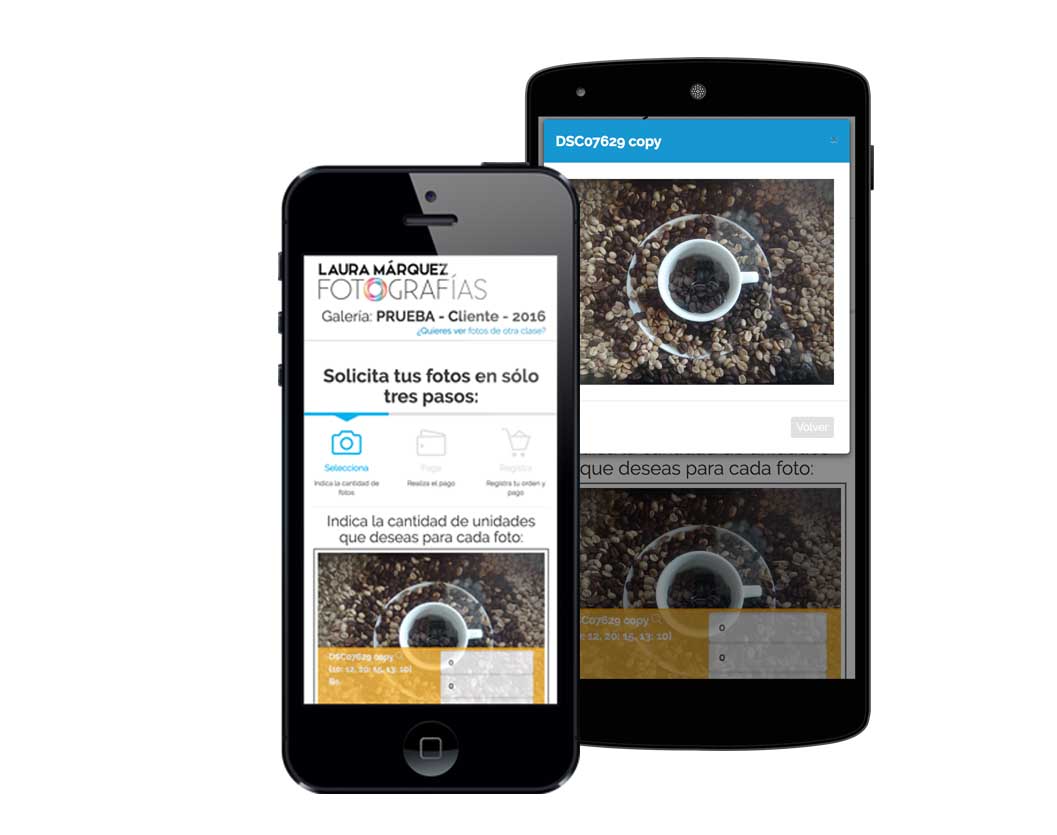 LAURA MÁRQUEZ
FOTOGRAFÍAS
Galería: PRUEBA - Cliente - 2016
¿Quieres ver fotos de otra clase?
Solicita tus fotos en sólo
tres pasos:
Selecciona
Indica la cantidad de
fotos
Paga
Realiza el pago
Registra
Registra tu orden y
pago
Indica la cantidad de unidades
que deseas para cada foto:
DSC07629 copy
(10: 12, 20: 15, 13: 10)
Bs.
0
0
DSC07629 copy
×
Volver
que deseas para cada foto:
SC07629 copy
: 12, 20: 15, 13: 10)
0
0